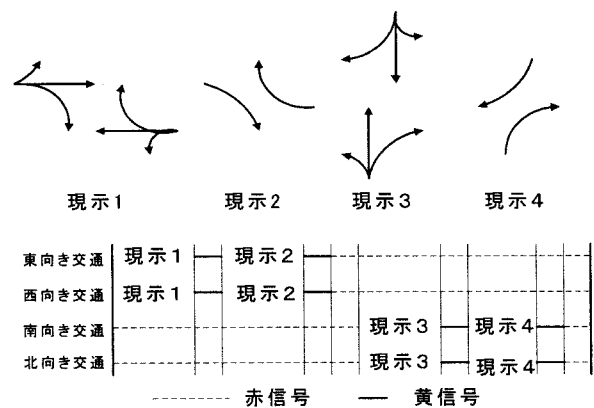 現示1 現示2 現示3 現示4
東向き交通 現示1 現示2
西向き交通 現示1 現示2
南向き交通 現示3 現示4
北向き交通 現示3 現示4
赤信号 黄信号